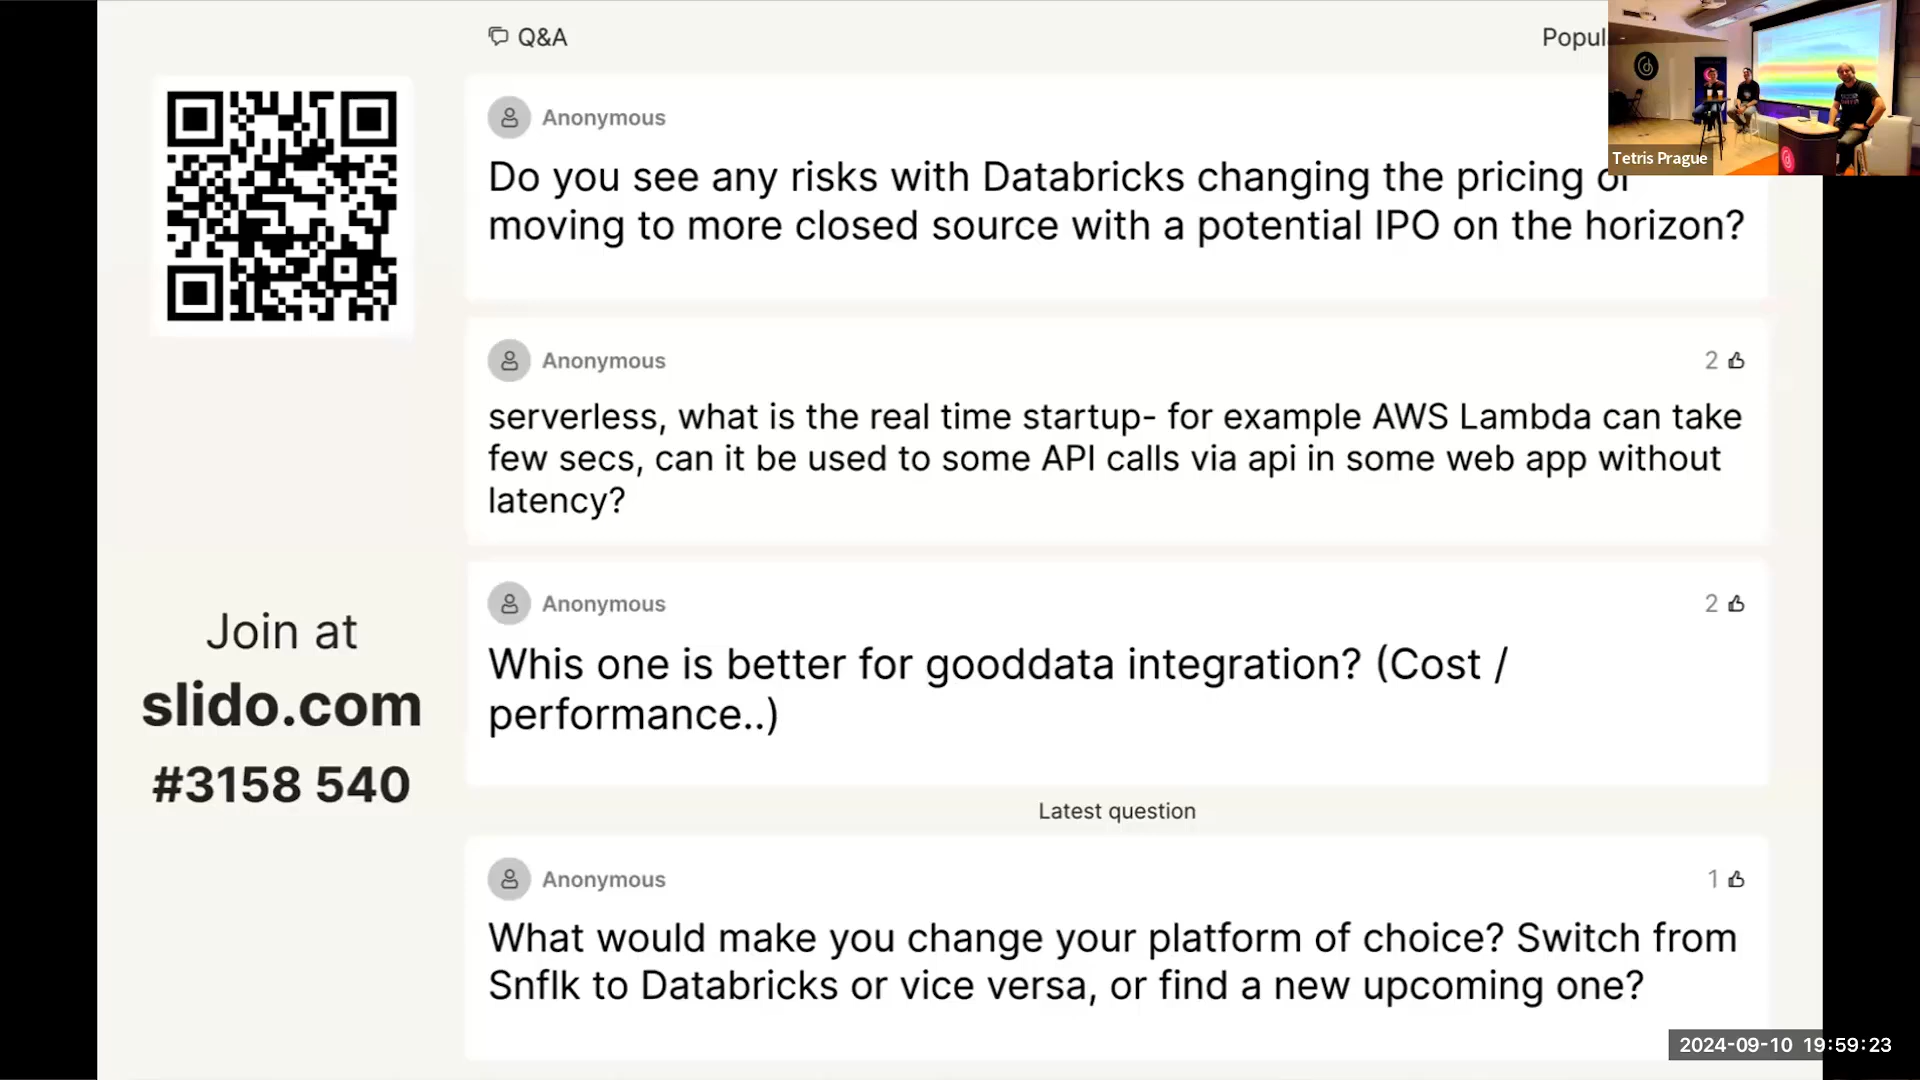 Q&A
Anonymous
Do you see any risks with Databricks changing the pricing or
moving to more closed source with a potential IPO on the horizon?
Anonymous
2
serverless, what is the real time startup- for example AWS Lambda can take
few secs, can it be used to some API calls via api in some web app without
latency?
Anonymous
2
Whis one is better for gooddata integration? (Cost /
performance..)
Latest question
Anonymous
1
What would make you change your platform of choice? Switch from
Snflk to Databricks or vice versa, or find a new upcoming one?
Join at
slido.com
#3158 540
Tetris Prague
2024-09-10 19:59:23